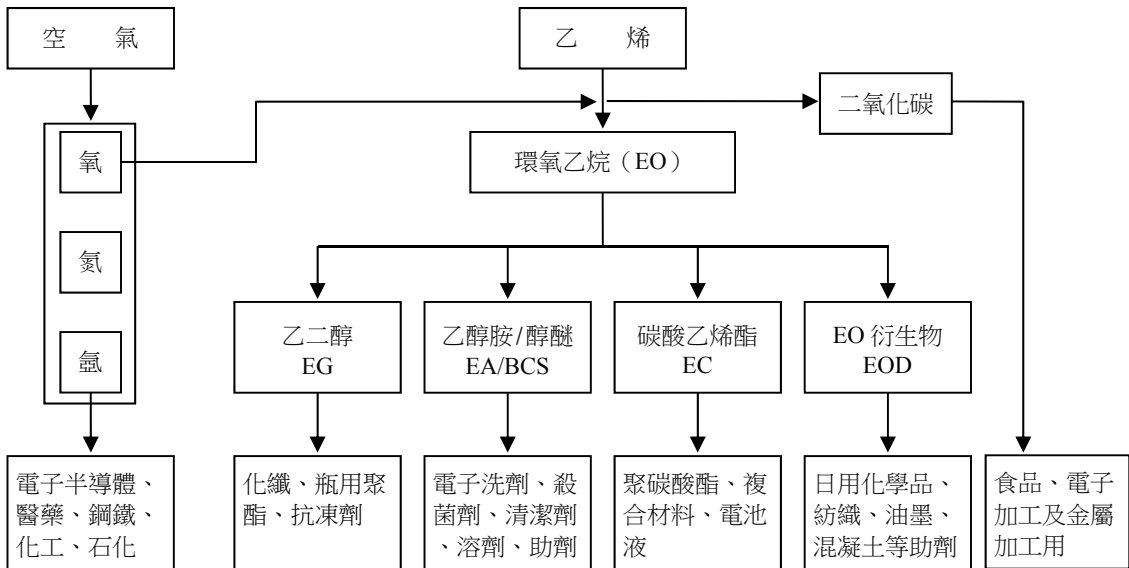 空 氣
乙 烯
二氧化碳
氧
環氧乙烷（EO）
氮
氬
乙二醇
EG
乙醇胺/醇醚
EA/BCS
碳酸乙烯酯
EC
EO 衍生物
EOD
電子半導體、
醫藥、鋼鐵、
化工、石化
化纖、瓶用聚
酯、抗凍劑
電子洗劑、殺
菌劑、清潔劑
、溶劑、助劑
聚碳酸酯、複
合材料、電池
液
日用化學品、
紡織、油墨、
混凝土等助劑
食品、電子
加工及金屬
加工用